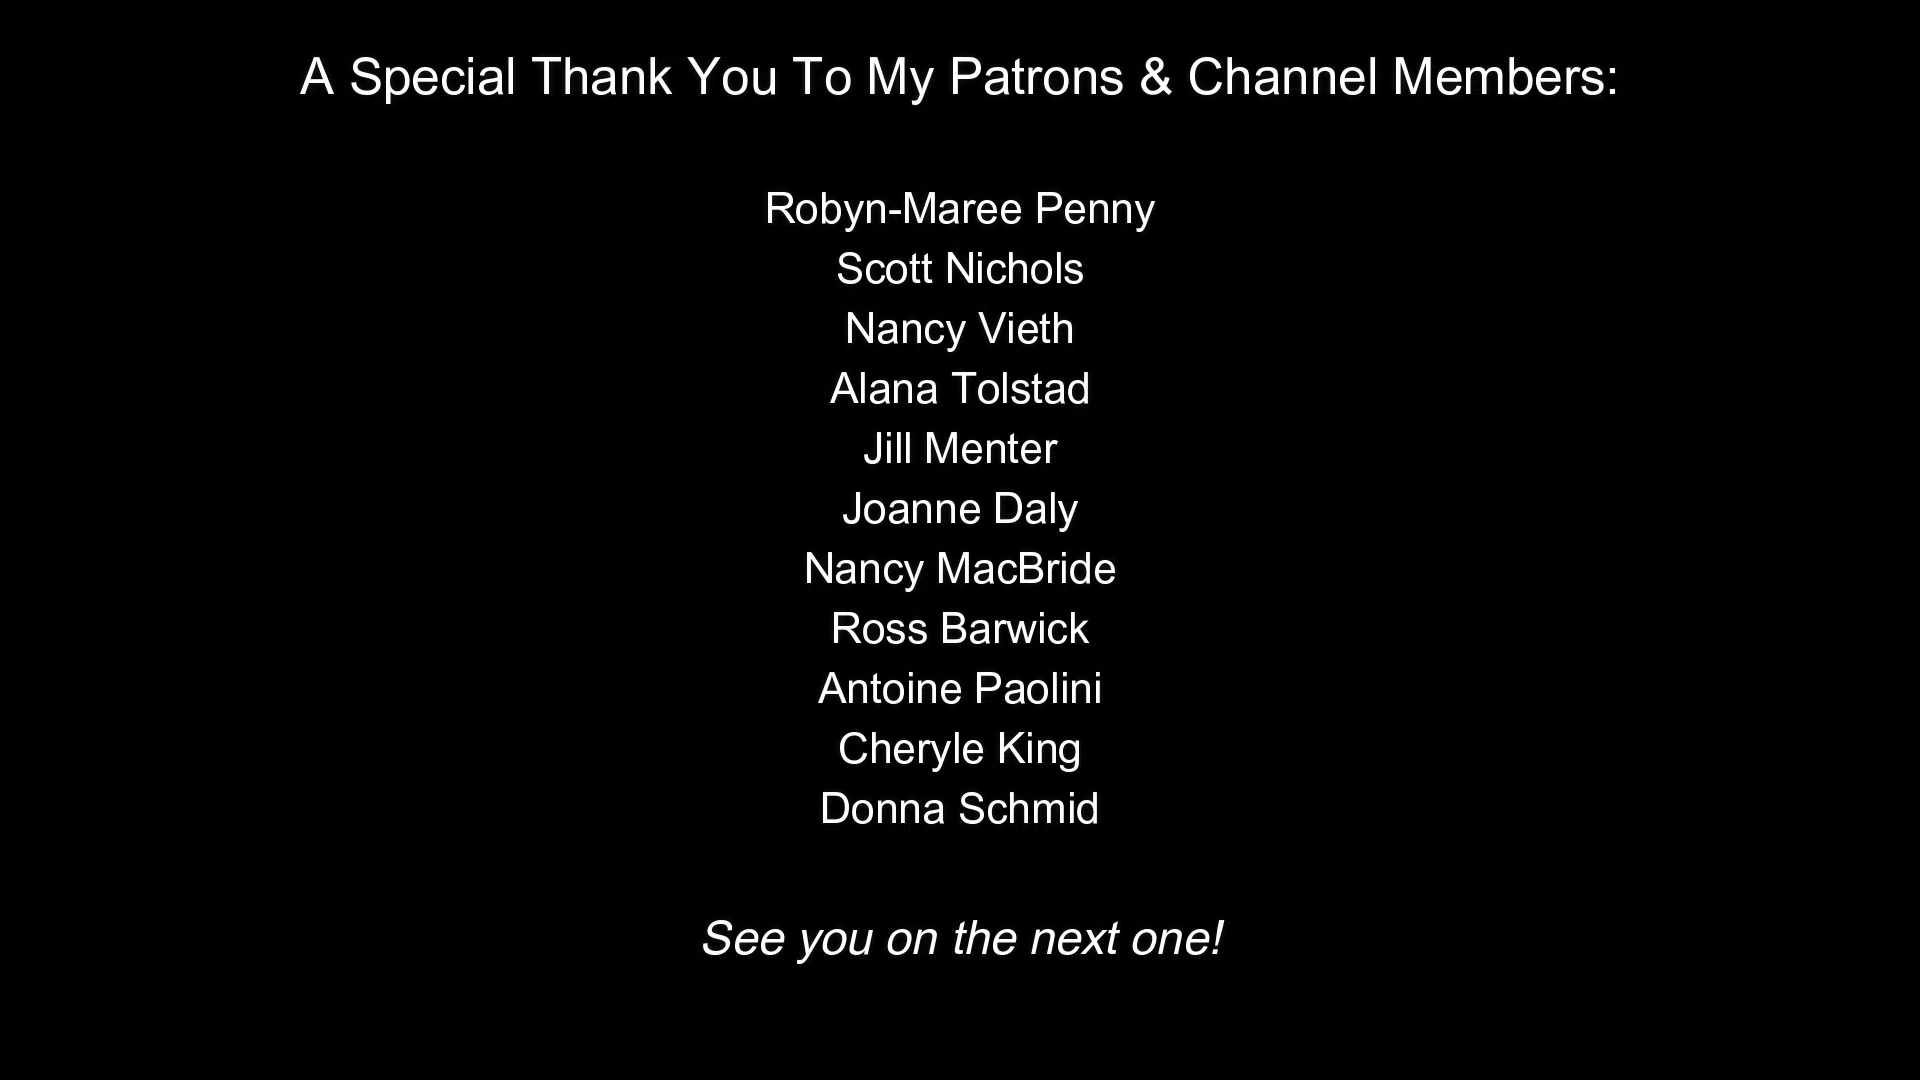 A Special Thank You To My Patrons & Channel Members:
Robyn-Maree Penny
Scott Nichols
Nancy Vieth
Alana Tolstad
Jill Menter
Joanne Daly
Nancy MacBride
Ross Barwick
Antoine Paolini
Cheryle King
Donna Schmid
See you on the next one!